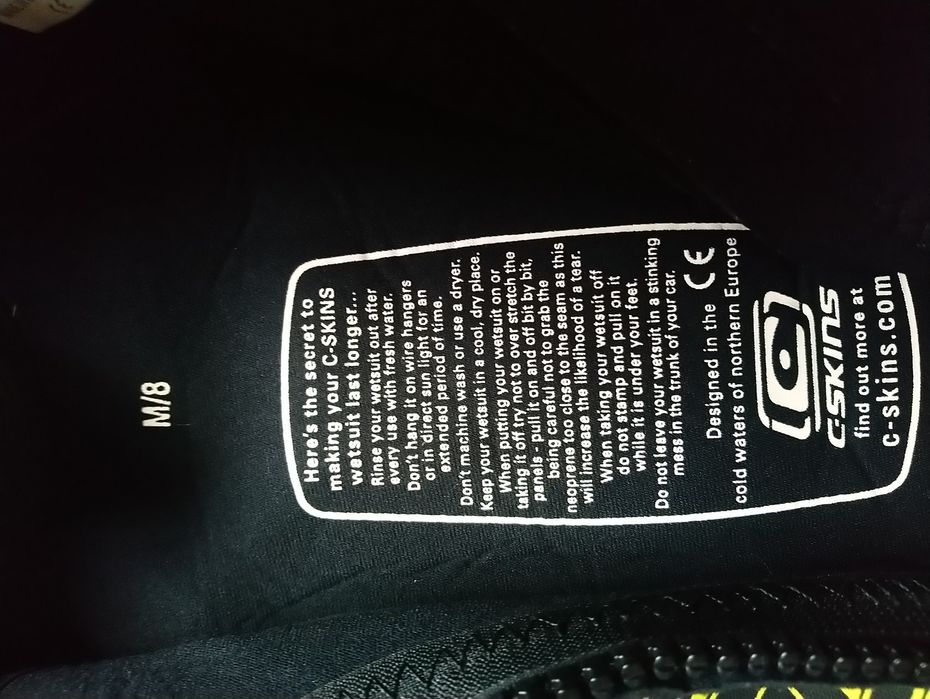 M/8
Here's the secret to
making your C-SKINS
wetsuit last longer...
Rinse your wetsuit out after
every use with fresh water.
Don't hang it on wire hangers
or in direct sun light for an
extended period of time.
Don't machine wash or use a dryer.
Keep your wetsuit in a cool, dry place.
When putting your wetsuit on or
taking it off try not to over stretch the
panels - pull it on and off bit by bit,
being careful not to grab the
neoprene too close to the seam as this
will increase the likelihood of a tear.
When taking your wetsuit off
do not stamp and pull on it
while it is under your feet.
Do not leave your wetsuit in a stinking
mess in the trunk of your car.
Designed in the CE
cold waters of northern Europe
C-SKINS
find out more at
c-skins.com